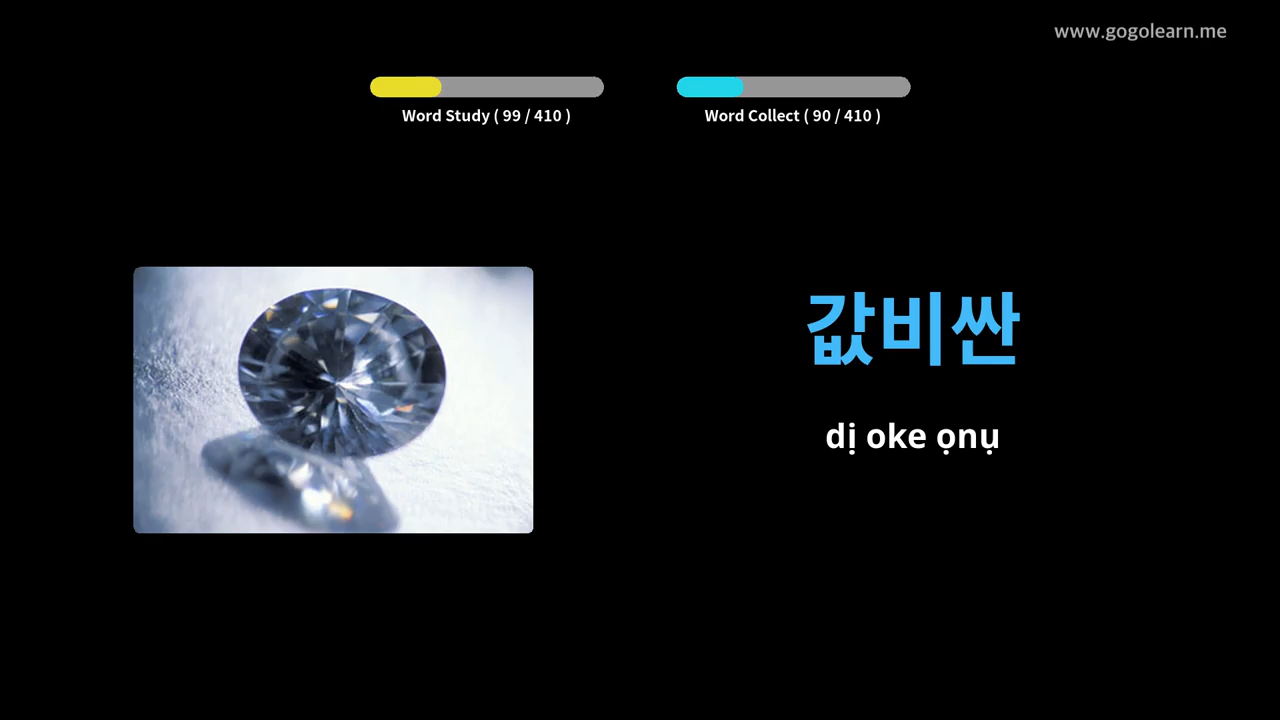 www.gogolearn.me
Word Study ( 99 / 410 )
Word Collect ( 90 / 410 )
값비싼
dị oke ọnụ